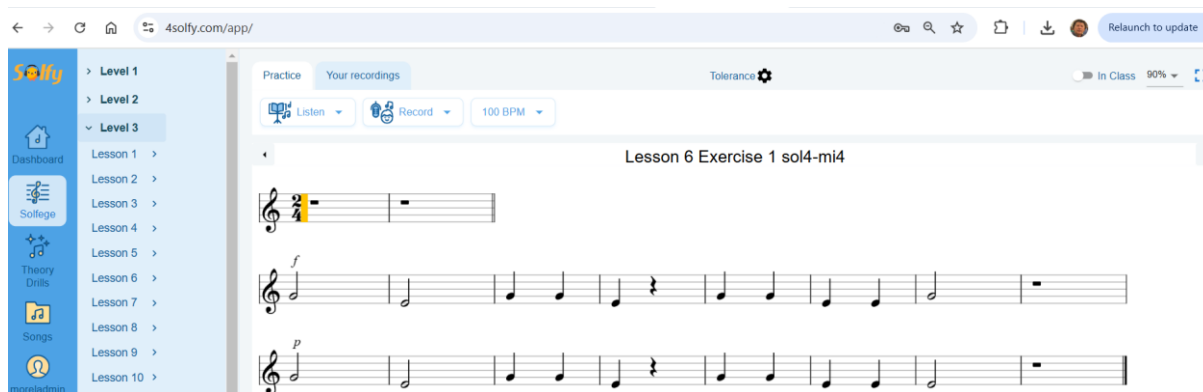 4solfy.com/app/
Relaunch to update
Solfy
Level 1
Level 2
Level 3
Lesson 1
Lesson 2
Lesson 3
Lesson 4
Lesson 5
Lesson 6
Lesson 7
Lesson 8
Lesson 9
Lesson 10
Dashboard
Solfege
Theory
Drills
Songs
moreladmin
Practice
Your recordings
Tolerance
In Class
90%
Listen
Record
100 BPM
Lesson 6 Exercise 1 sol4-mi4
2
4
f
p